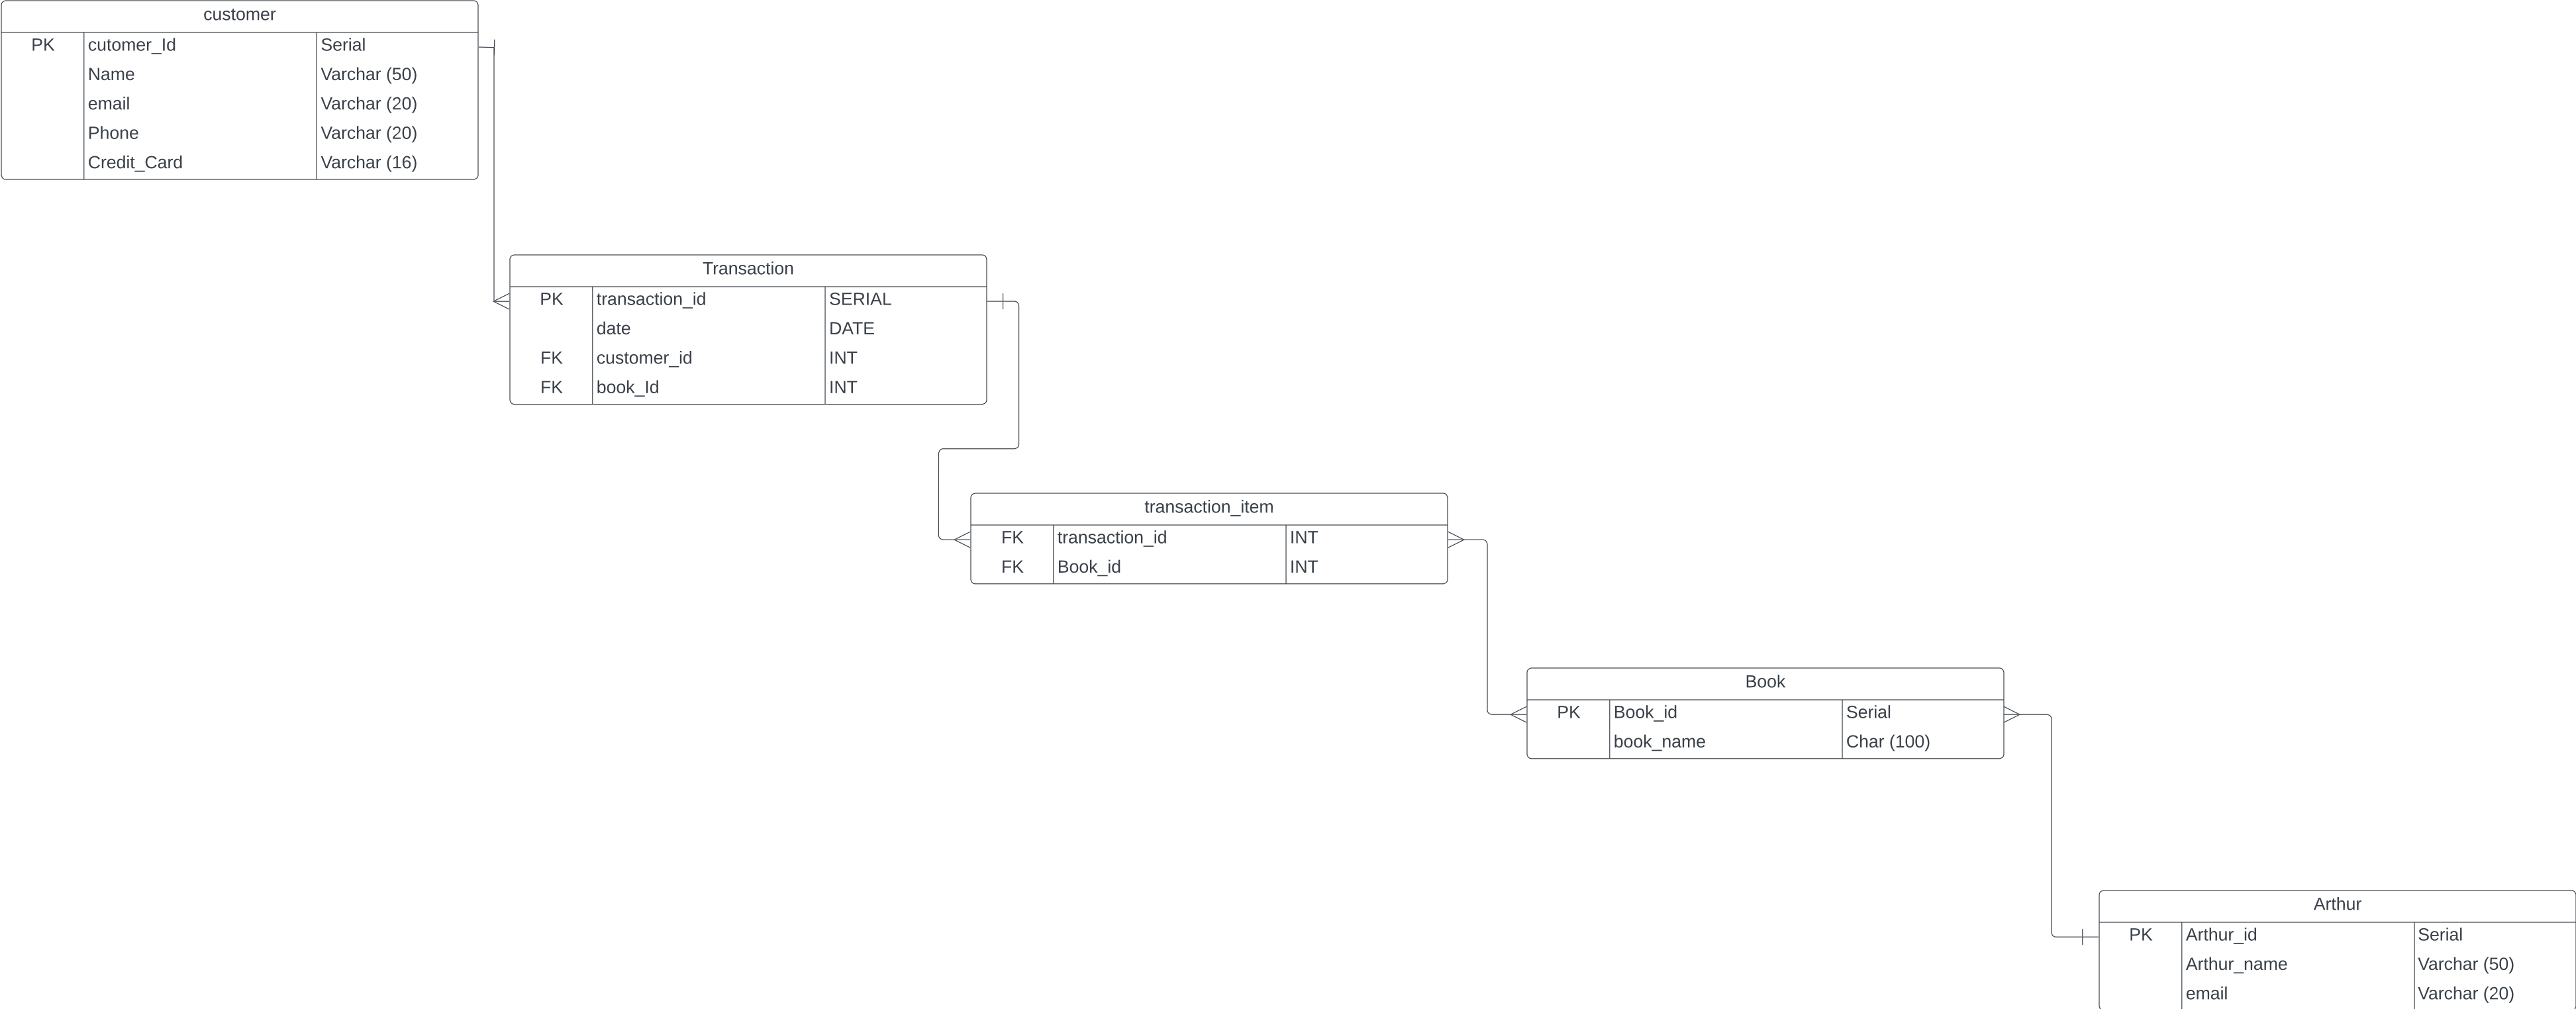 customer
PK cutomer_Id Serial
Name Varchar (50)
email Varchar (20)
Phone Varchar (20)
Credit_Card Varchar (16)
Transaction
PK transaction_id SERIAL
date DATE
FK customer_id INT
FK book_Id INT
transaction_item
FK transaction_id INT
FK Book_id INT
Book
PK Book_id Serial
book_name Char (100)
Arthur
PK Arthur_id Serial
Arthur_name Varchar (50)
email Varchar (20)